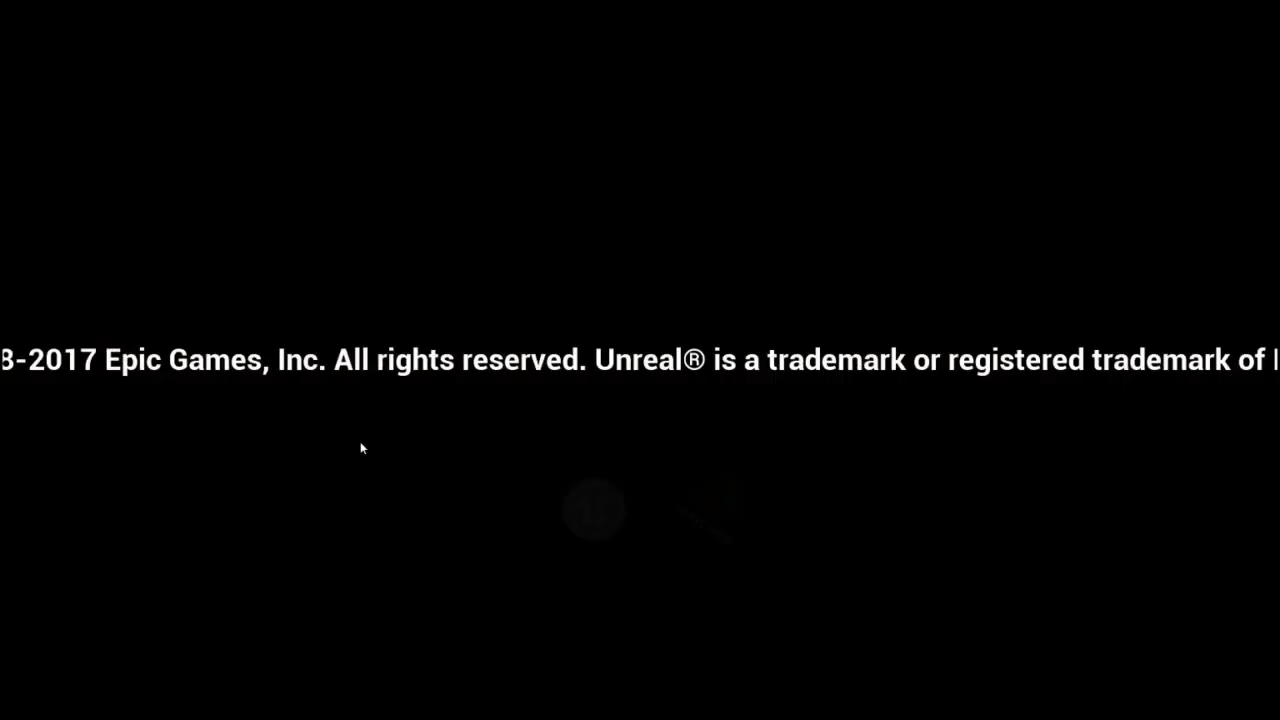 8-2017 Epic Games, Inc. All rights reserved. Unreal® is a trademark or registered trademark of